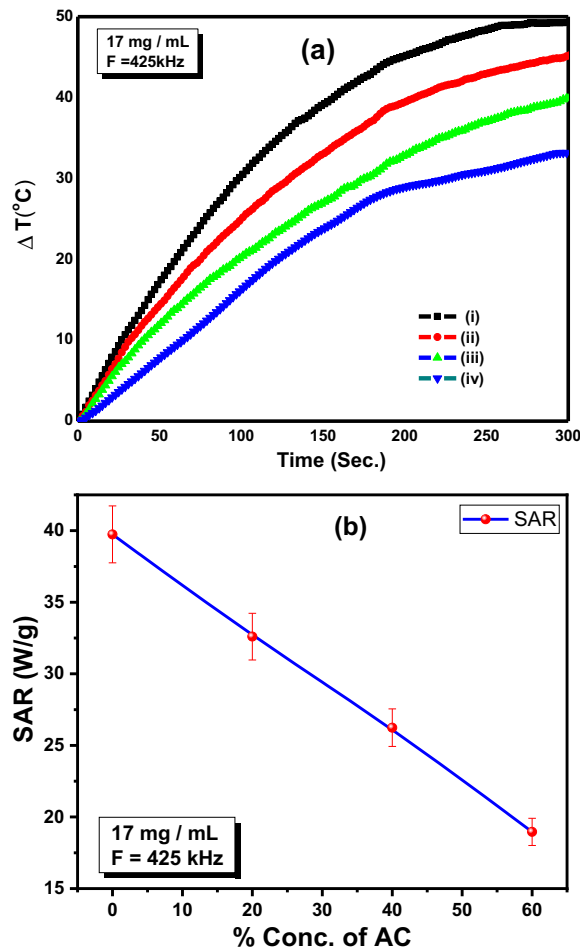 50
17 mg / mL
F =425kHz
(a)
40
30
20
10
0
Δ T(°C)
(i)
(ii)
(iii)
(iv)
0 50 100 150 200 250 300
Time (Sec.)
(b)
SAR
40
35
30
25
20
15
SAR (W/g)
17 mg / mL
F = 425 kHz
0 10 20 30 40 50 60
% Conc. of AC